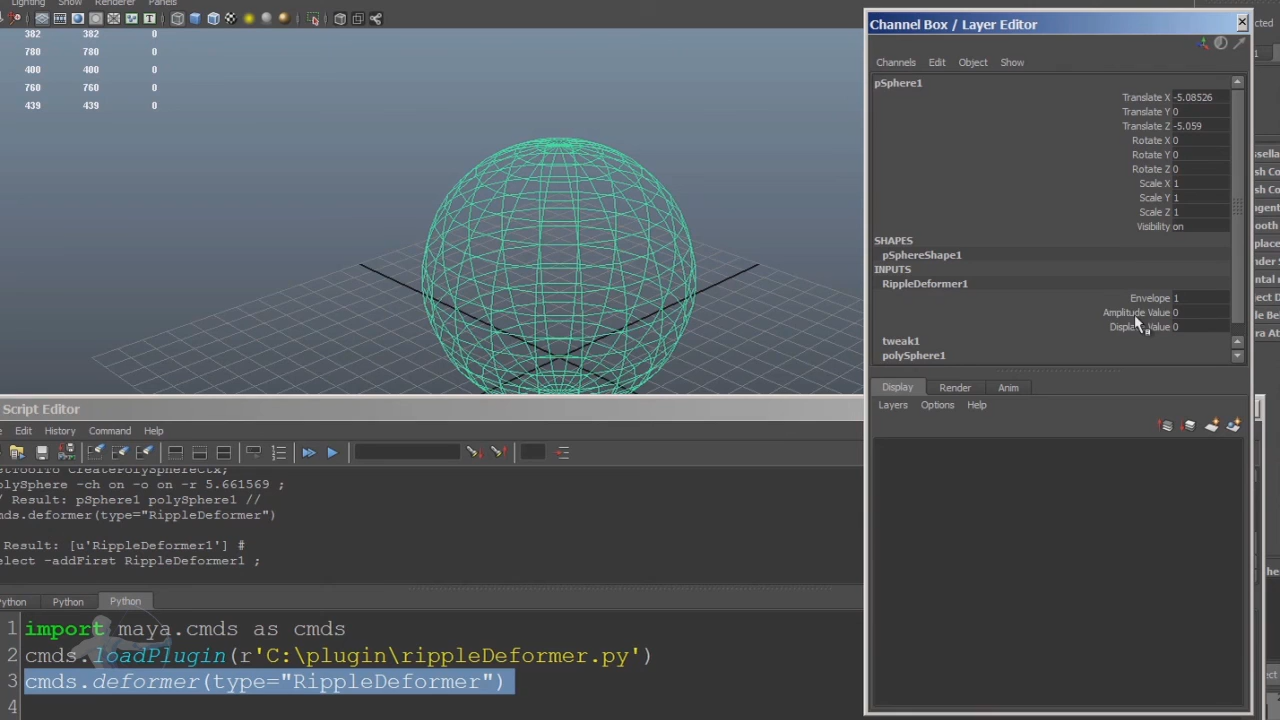 Lighting Show Renderer Panels
382 382 0
780 780 0
400 400 0
760 760 0
439 439 0
Channel Box / Layer Editor
Channels Edit Object Show
pSphere1
Translate X -5.08526
Translate Y 0
Translate Z -5.059
Rotate X 0
Rotate Y 0
Rotate Z 0
Scale X 1
Scale Y 1
Scale Z 1
Visibility on
SHAPES
pSphereShape1
INPUTS
RippleDeformer1
Envelope 1
Amplitude Value 0
Value 0
tweak1
polySphere1
Display Render Anim
Layers Options Help
Script Editor
Edit History Command Help
etToolTo CreatePolySphereCtx;
olySphere -ch on -o on -r 5.661569 ;
/ Result: pSphere1 polySphere1 //
mds.deformer(type="RippleDeformer")
Result: [u'RippleDeformer1'] #
elect -addFirst RippleDeformer1 ;
Python Python Python
1 import maya.cmds as cmds
2 cmds.loadPlugin(r'C:\plugin\rippleDeformer.py')
3 cmds.deformer(type="RippleDeformer")
4